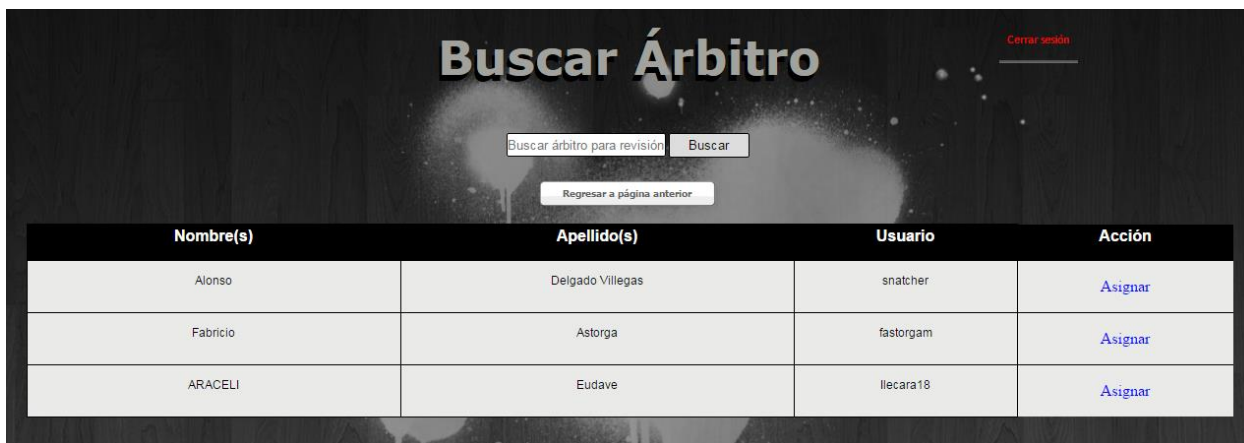 Buscar Árbitro
Cerrar sesión
Buscar árbitro para revisión Buscar
Regresar a página anterior
Nombre(s) Apellido(s) Usuario Acción
Alonso Delgado Villegas snatcher Asignar
Fabricio Astorga fastorgam Asignar
ARACELI Eudave llecara18 Asignar